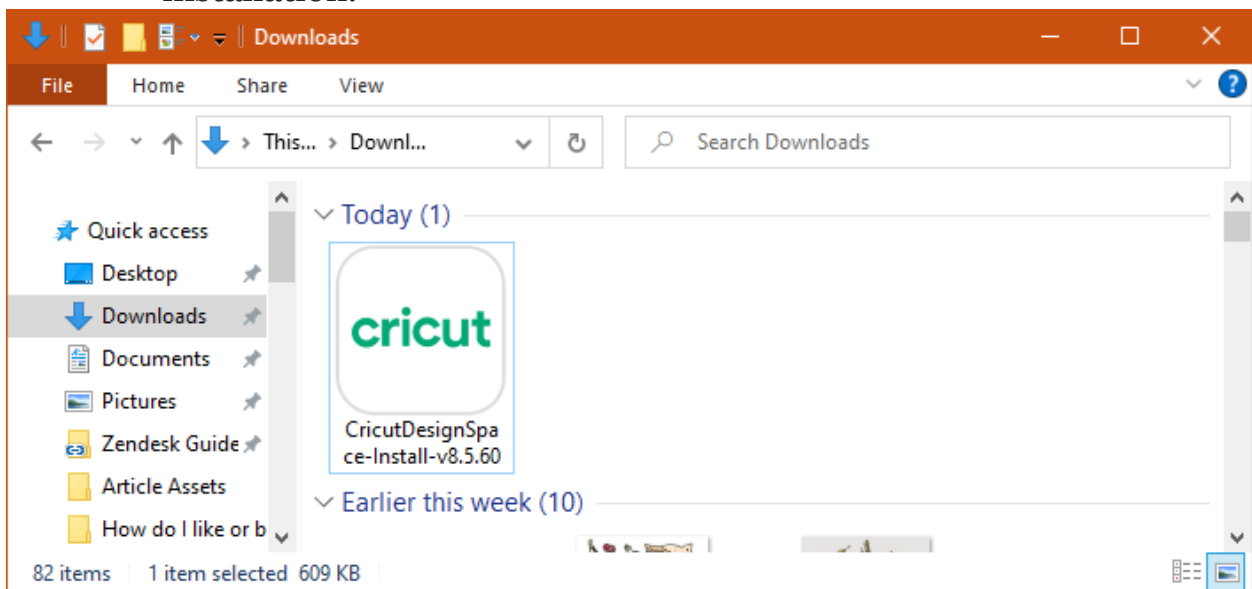 Downloads
File Home Share View
This... > Downl... Search Downloads
Quick access
Desktop
Downloads
Documents
Pictures
Zendesk Guide
Article Assets
How do I like or b
Today (1)
cricut
CricutDesignSpa
ce-Install-v8.5.60
Earlier this week (10)
82 items 1 item selected 609 KB